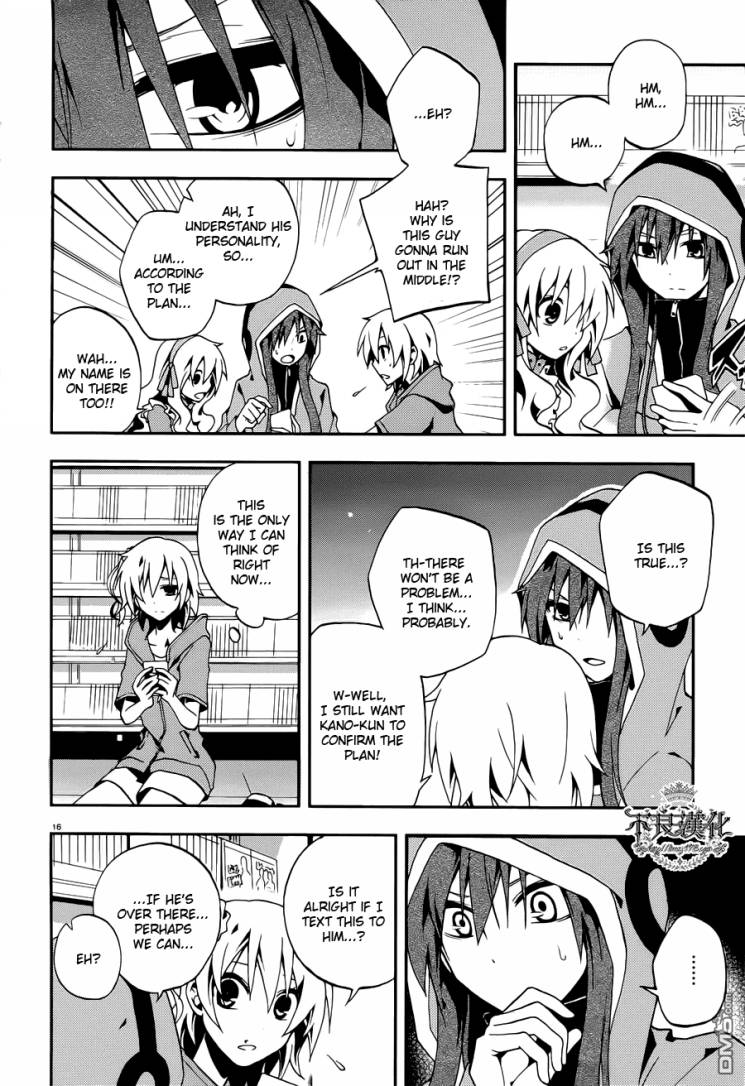 HM,
HM...
HM...
...EH?
HAH?
WHY IS
THIS GUY
GONNA RUN
OUT IN THE
MIDDLE!?
AH, I
UNDERSTAND HIS
PERSONALITY,
SO...
UM...
ACCORDING
TO THE
PLAN...
WAH...
MY NAME IS
ON THERE
TOO!!
IS THIS
TRUE...?
TH-THERE
WON'T BE A
PROBLEM...
I THINK...
PROBABLY.
W-WELL,
I STILL WANT
KANO-KUN TO
CONFIRM THE
PLAN!
THIS
IS THE ONLY
WAY I CAN
THINK OF
RIGHT
NOW...
16
.......
IS IT
ALRIGHT IF I
TEXT THIS TO
HIM...?
...IF HE'S
OVER THERE...
PERHAPS
WE CAN...
EH?
不良漢化